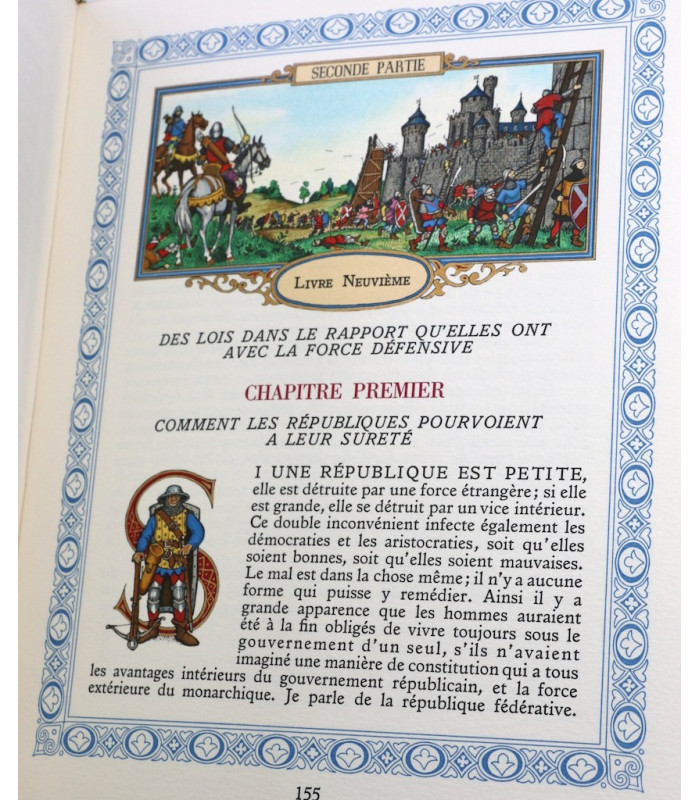 SECONDE PARTIE
LIVRE NEUVIÈME
DES LOIS DANS LE RAPPORT QU'ELLES ONT
AVEC LA FORCE DÉFENSIVE
CHAPITRE PREMIER
COMMENT LES RÉPUBLIQUES POURVOIENT
A LEUR SURETÉ
SI UNE RÉPUBLIQUE EST PETITE,
elle est détruite par une force étrangère; si elle
est grande, elle se détruit par un vice intérieur.
Ce double inconvénient infecte également les
démocraties et les aristocraties, soit qu'elles
soient bonnes, soit qu'elles soient mauvaises.
Le mal est dans la chose même; il n'y a aucune
forme qui puisse y remédier. Ainsi il y a
grande apparence que les hommes auraient
été à la fin obligés de vivre toujours sous le
gouvernement d'un seul, s'ils n'avaient
imaginé une manière de constitution qui a tous
les avantages intérieurs du gouvernement républicain, et la force
extérieure du monarchique. Je parle de la république fédérative.
155